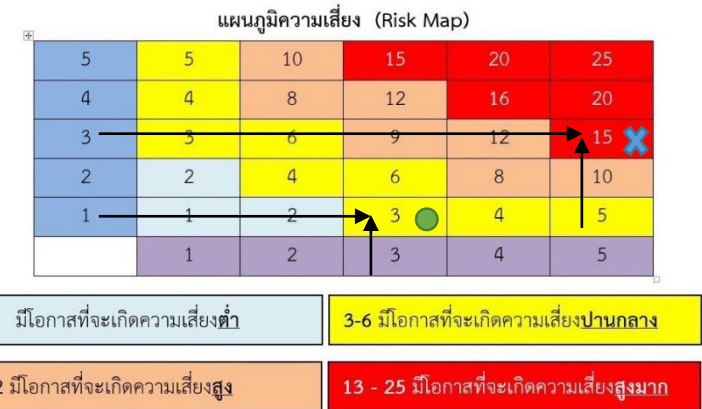 แผนภูมิความเสี่ยง (Risk Map)
5 5 10 15 20 25
4 4 8 12 16 20
3 3 6 9 12 15
2 2 4 6 8 10
1 1 2 3 4 5
1 2 3 4 5
มีโอกาสที่จะเกิดความเสี่ยงต่ำ
3-6 มีโอกาสที่จะเกิดความเสี่ยงปานกลาง
2 มีโอกาสที่จะเกิดความเสี่ยงสูง
13 - 25 มีโอกาสที่จะเกิดความเสี่ยงสูงมาก